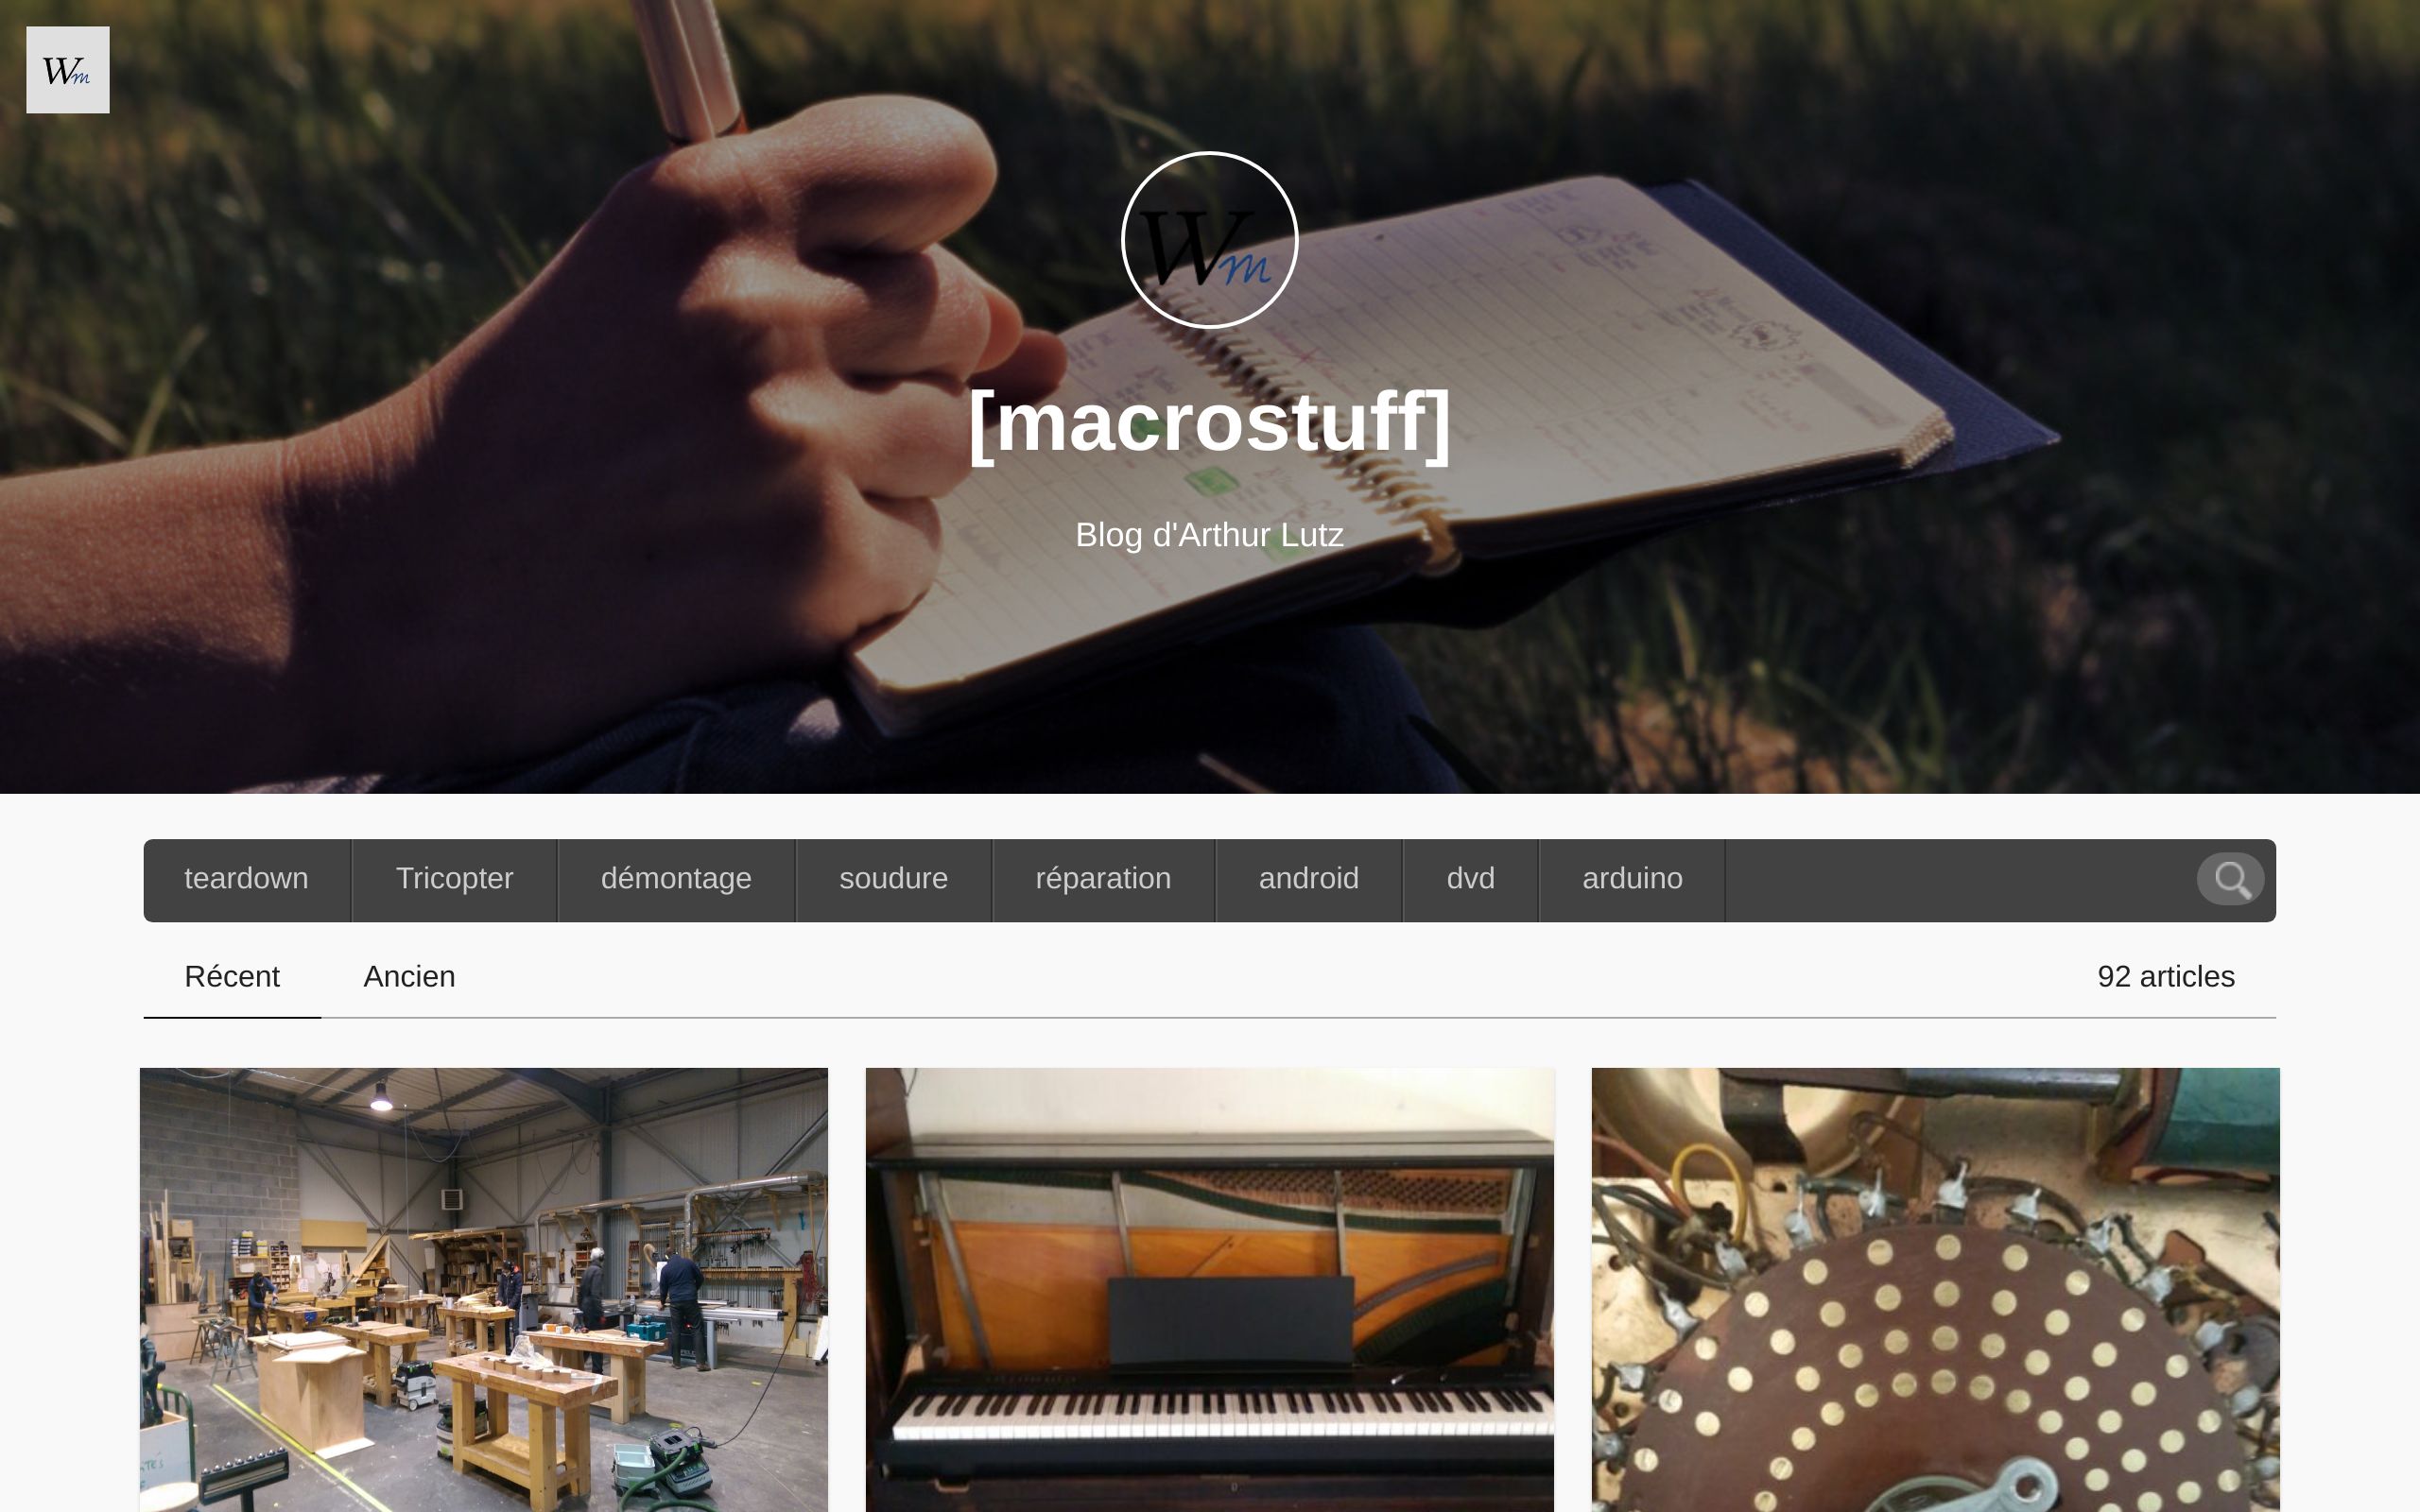 Wm
Wm
[macrostuff]
Blog d'Arthur Lutz
teardown Tricopter démontage soudure réparation android dvd arduino
Récent Ancien 92 articles